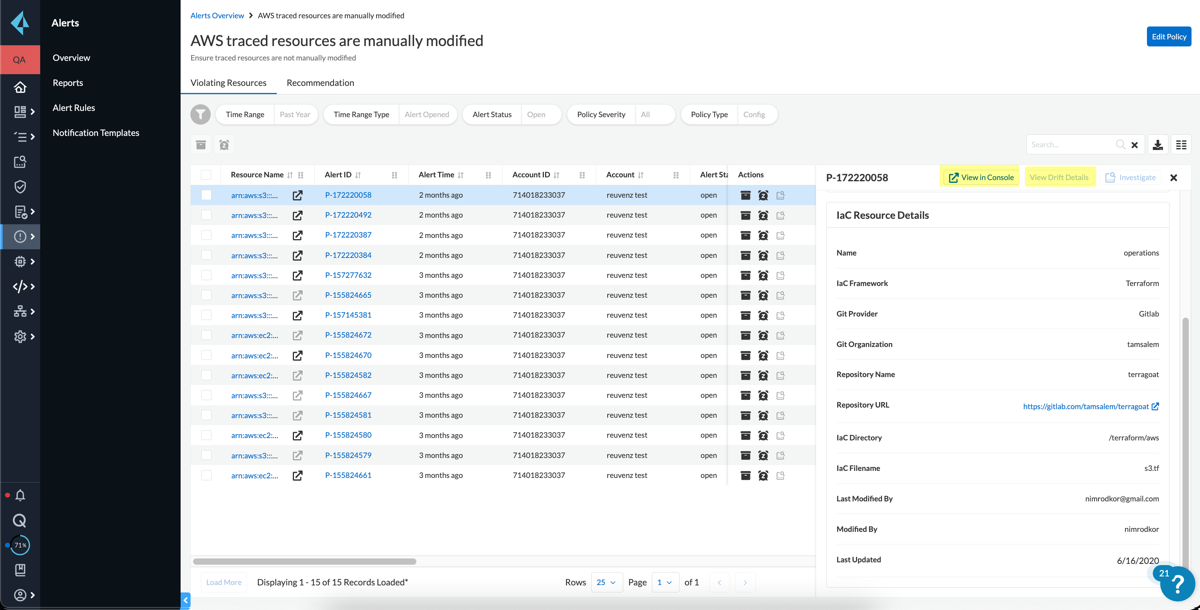 Alerts
QA
Overview
Reports
Alert Rules
Notification Templates
71%
Alerts Overview > AWS traced resources are manually modified
AWS traced resources are manually modified
Ensure traced resources are not manually modified
Edit Policy
Violating Resources Recommendation
Time Range Past Year Time Range Type Alert Opened Alert Status Open Policy Severity All Policy Type Config
Search...
Resource Name Alert ID Alert Time Account ID Account Alert Sta Actions
arn:aws:s3:::... P-172220058 2 months ago 714018233037 reuvenz test open
arn:aws:s3:::... P-172220492 2 months ago 714018233037 reuvenz test open
arn:aws:s3:::... P-172220387 2 months ago 714018233037 reuvenz test open
arn:aws:s3:::... P-172220384 2 months ago 714018233037 reuvenz test open
arn:aws:s3:::... P-157277632 3 months ago 714018233037 reuvenz test open
arn:aws:s3:::... P-155824665 3 months ago 714018233037 reuvenz test open
arn:aws:s3:::... P-157145381 3 months ago 714018233037 reuvenz test open
arn:aws:ec2:... P-155824672 3 months ago 714018233037 reuvenz test open
arn:aws:ec2:... P-155824670 3 months ago 714018233037 reuvenz test open
arn:aws:ec2:... P-155824582 3 months ago 714018233037 reuvenz test open
arn:aws:s3:::... P-155824667 3 months ago 714018233037 reuvenz test open
arn:aws:s3:::... P-155824581 3 months ago 714018233037 reuvenz test open
arn:aws:ec2:... P-155824580 3 months ago 714018233037 reuvenz test open
arn:aws:s3:::... P-155824579 3 months ago 714018233037 reuvenz test open
arn:aws:ec2:... P-155824661 3 months ago 714018233037 reuvenz test open
Load More Displaying 1 - 15 of 15 Records Loaded* Rows 25 Page 1 of 1
P-172220058 View in Console View Drift Details Investigate
IaC Resource Details
Name operations
IaC Framework Terraform
Git Provider Gitlab
Git Organization tamsalem
Repository Name terragoat
Repository URL https://gitlab.com/tamsalem/terragoat
IaC Directory /terraform/aws
IaC Filename s3.tf
Last Modified By nimrodkor@gmail.com
Modified By nimrodkor
Last Updated 6/16/2020
21
?